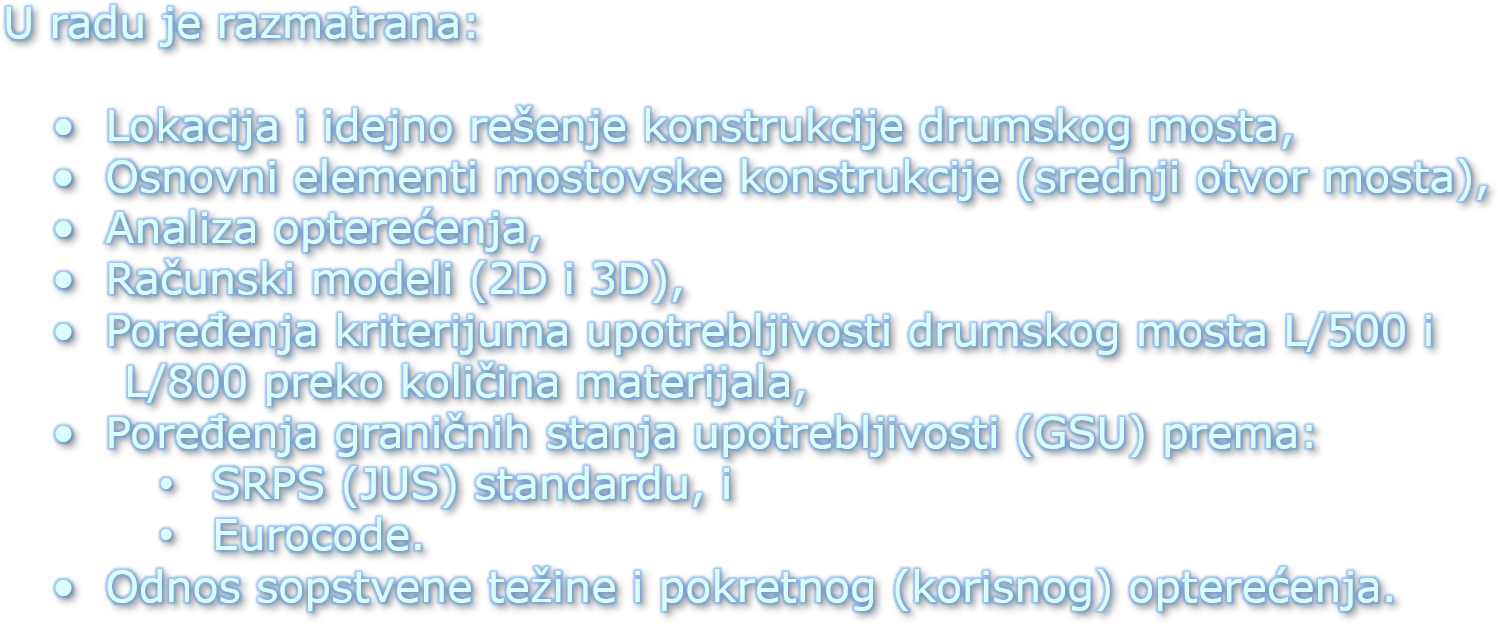 U radu je razmatrana:
• Lokacija i idejno rešenje konstrukcije drumskog mosta,
• Osnovni elementi mostovske konstrukcije (srednji otvor mosta),
• Analiza opterećenja,
• Računski modeli (2D i 3D),
• Poređenja kriterijuma upotrebljivosti drumskog mosta L/500 i
L/800 preko količina materijala,
• Poređenja graničnih stanja upotrebljivosti (GSU) prema:
• SRPS (JUS) standardu, i
• Eurocode.
• Odnos sopstvene težine i pokretnog (korisnog) opterećenja.